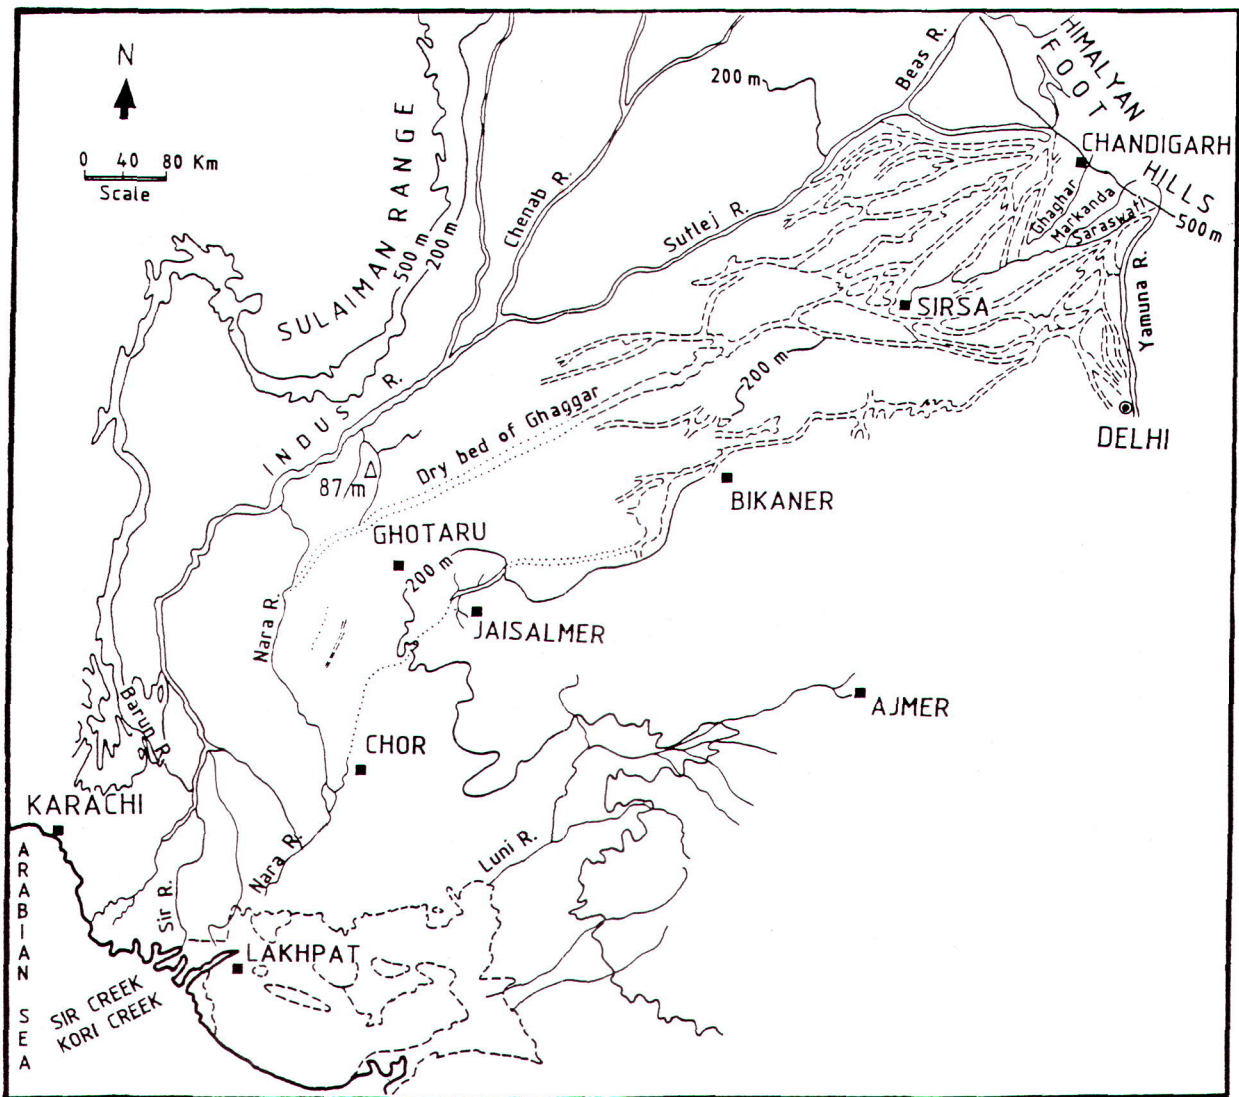 N
0 40 80 Km
Scale
SULAIMAN RANGE
500 m
200 m
Chenab R.
Sutlej R.
Beas R.
200 m
HIMALYAN
FOOT
HILLS
CHANDIGARH
Ghaghar
Markanda
Saraswati
500 m
Yamuna R.
SIRSA
DELHI
200 m
INDUS R.
87/m
Dry bed of Ghaggar
BIKANER
GHOTARU
200 m
JAISALMER
Nara R.
AJMER
Barun R.
CHOR
KARACHI
Luni R.
Nara R.
Sir R.
LAKHPAT
ARABIAN SEA
SIR CREEK
KORI CREEK